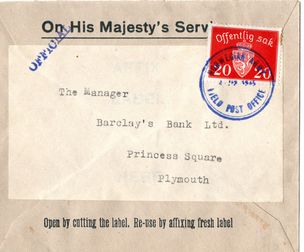 On His Majesty's Serv
OFFICIAL
Offentlig sak
20 20
FIELD POST OFFICE
The Manager
Barclay's Bank Ltd.
Princess Square
Plymouth
Open by cutting the label. Re-use by affixing fresh label